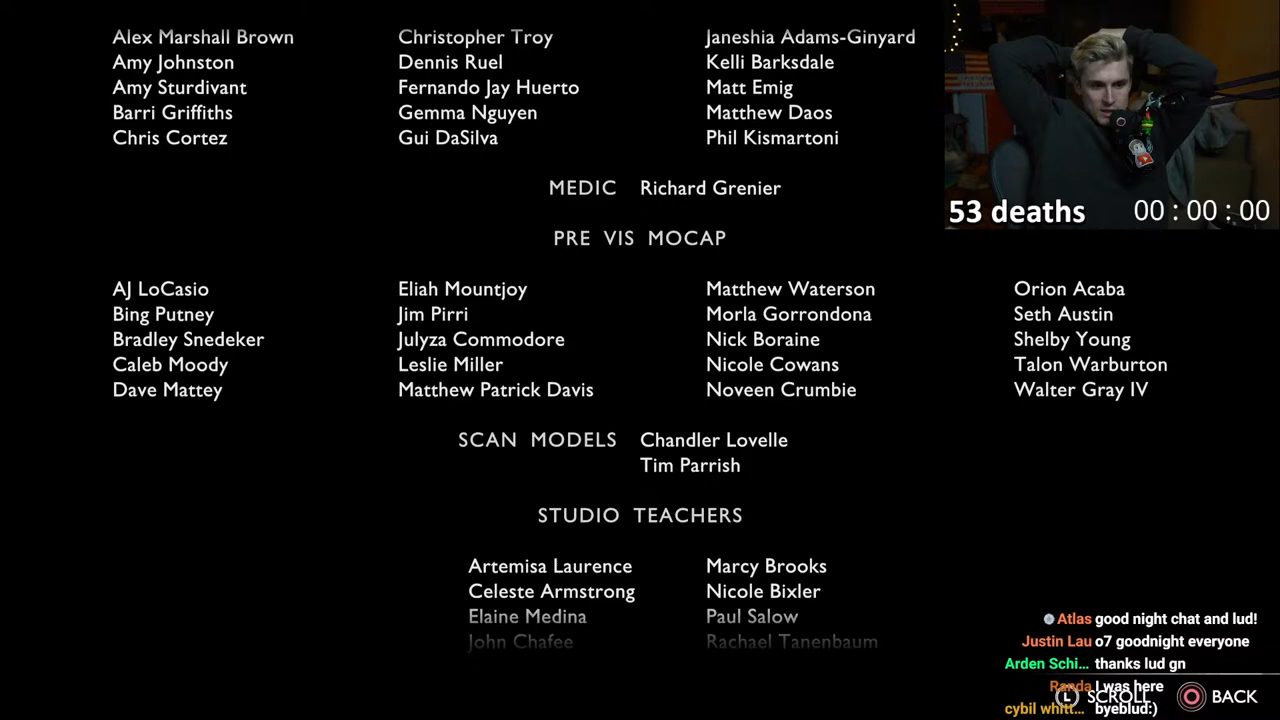 Alex Marshall Brown Christopher Troy Janeshia Adams-Ginyard
Amy Johnston Dennis Ruel Kelli Barksdale
Amy Sturdivant Fernando Jay Huerto Matt Emig
Barri Griffiths Gemma Nguyen Matthew Daos
Chris Cortez Gui DaSilva Phil Kismartoni
MEDIC Richard Grenier
53 deaths 00 : 00 : 00
PRE VIS MOCAP
AJ LoCasio Eliah Mountjoy Matthew Waterson Orion Acaba
Bing Putney Jim Pirri Morla Gorrondona Seth Austin
Bradley Snedeker Julyza Commodore Nick Boraine Shelby Young
Caleb Moody Leslie Miller Nicole Cowans Talon Warburton
Dave Mattey Matthew Patrick Davis Noveen Crumbie Walter Gray IV
SCAN MODELS Chandler Lovelle
Tim Parrish
STUDIO TEACHERS
Artemisa Laurence Marcy Brooks
Celeste Armstrong Nicole Bixler
Elaine Medina Paul Salow
John Chafee Rachael Tanenbaum
Atlas good night chat and lud!
Justin Lau o7 goodnight everyone
Arden Schi... thanks lud gn
Randa I was here
cybil whitt... byeblud:)
L SCROLL BACK